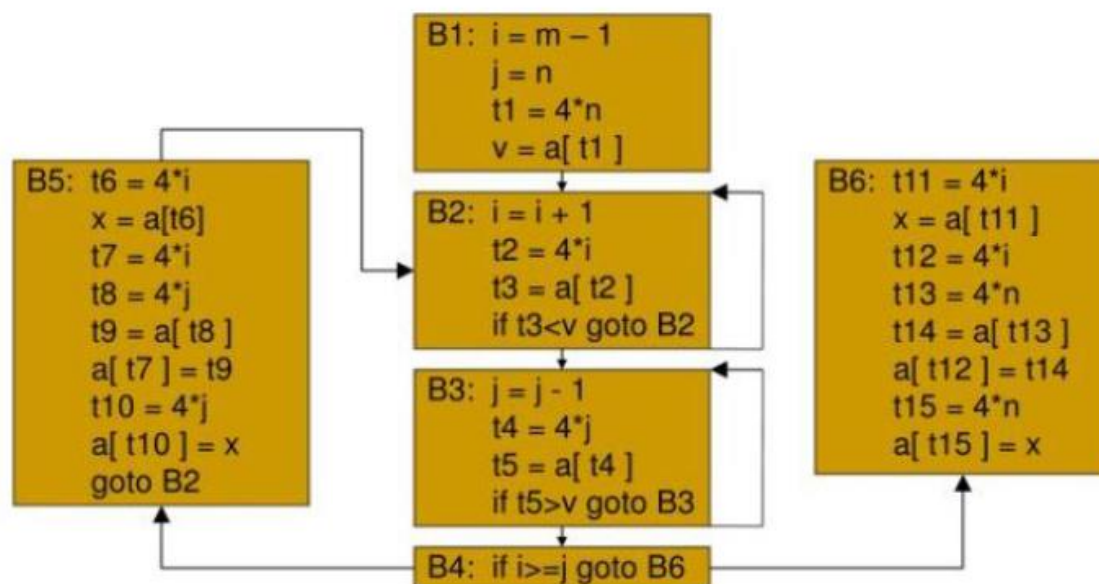 B1: i = m – 1
j = n
t1 = 4*n
v = a[ t1 ]
B2: i = i + 1
t2 = 4*i
t3 = a[ t2 ]
if t3<v goto B2
B3: j = j - 1
t4 = 4*j
t5 = a[ t4 ]
if t5>v goto B3
B4: if i>=j goto B6
B5: t6 = 4*i
x = a[t6]
t7 = 4*i
t8 = 4*j
t9 = a[ t8 ]
a[ t7 ] = t9
t10 = 4*j
a[ t10 ] = x
goto B2
B6: t11 = 4*i
x = a[ t11 ]
t12 = 4*i
t13 = 4*n
t14 = a[ t13 ]
a[ t12 ] = t14
t15 = 4*n
a[ t15 ] = x